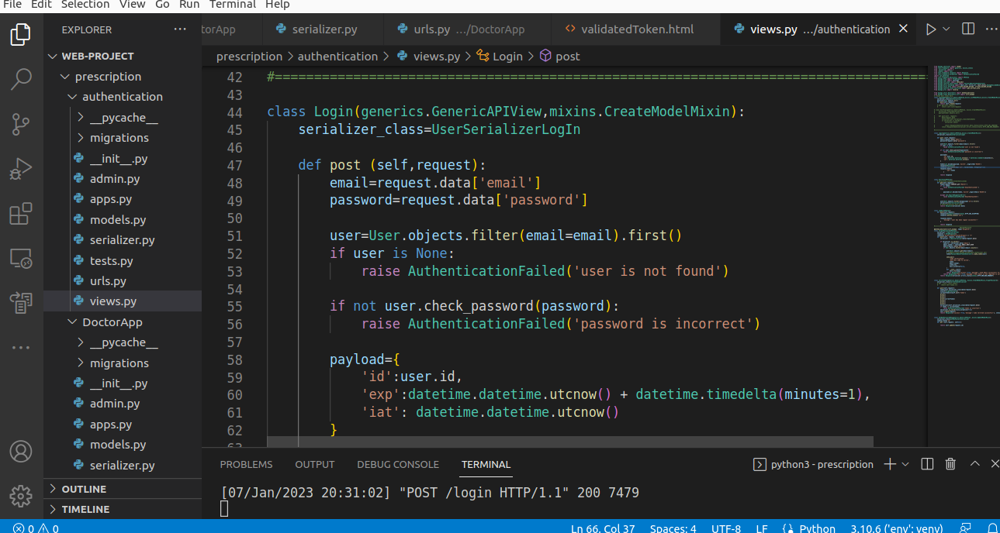 File Edit Selection View Go Run Terminal Help
EXPLORER ...
torApp serializer.py urls.py .../DoctorApp validatedToken.html views.py .../authentication
WEB-PROJECT
prescription > authentication > views.py > Login > post
prescription
authentication
__pycache__
migrations
__init__.py
admin.py
apps.py
models.py
serializer.py
tests.py
urls.py
views.py
DoctorApp
__pycache__
migrations
__init__.py
admin.py
apps.py
models.py
serializer.py
OUTLINE
TIMELINE
42 #====================================================================================
43
44 class Login(generics.GenericAPIView,mixins.CreateModelMixin):
45     serializer_class=UserSerializerLogIn
46
47     def post (self,request):
48         email=request.data['email']
49         password=request.data['password']
50
51         user=User.objects.filter(email=email).first()
52         if user is None:
53             raise AuthenticationFailed('user is not found')
54
55         if not user.check_password(password):
56             raise AuthenticationFailed('password is incorrect')
57
58         payload={
59             'id':user.id,
60             'exp':datetime.datetime.utcnow() + datetime.timedelta(minutes=1),
61             'iat': datetime.datetime.utcnow()
62         }
63
PROBLEMS OUTPUT DEBUG CONSOLE TERMINAL python3 - prescription
[07/Jan/2023 20:31:02] "POST /login HTTP/1.1" 200 7479
0 0 Ln 66, Col 37 Spaces: 4 UTF-8 LF Python 3.10.6 ('env': venv)